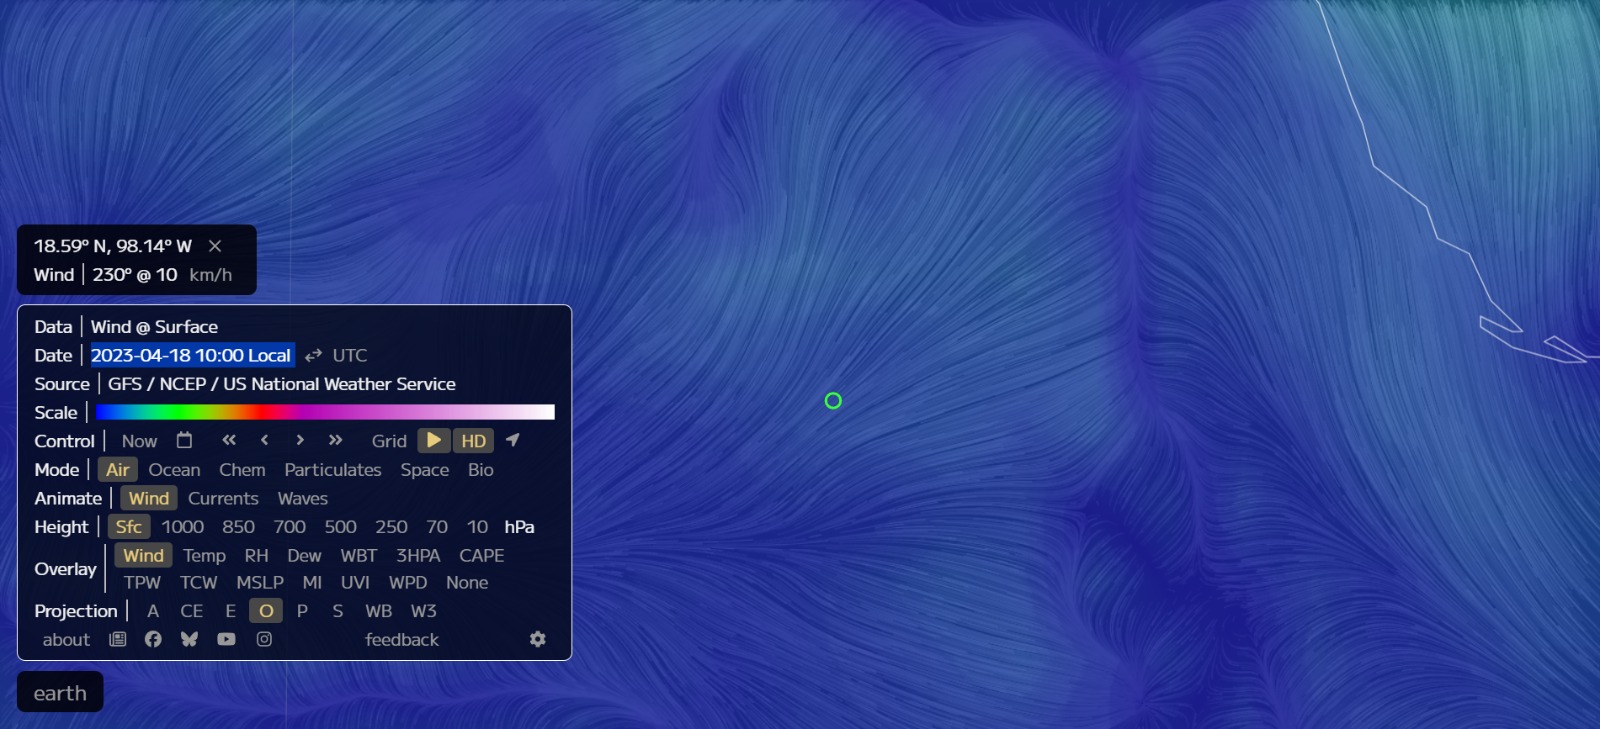 18.59° N, 98.14° W ×
Wind | 230° @ 10 km/h
Data | Wind @ Surface
Date | 2023-04-18 10:00 Local ⇄ UTC
Source | GFS / NCEP / US National Weather Service
Scale |
Control | Now « ‹ › » Grid HD
Mode | Air Ocean Chem Particulates Space Bio
Animate | Wind Currents Waves
Height | Sfc 1000 850 700 500 250 70 10 hPa
Overlay | Wind Temp RH Dew WBT 3HPA CAPE
TPW TCW MSLP MI UVI WPD None
Projection | A CE E O P S WB W3
about feedback
earth